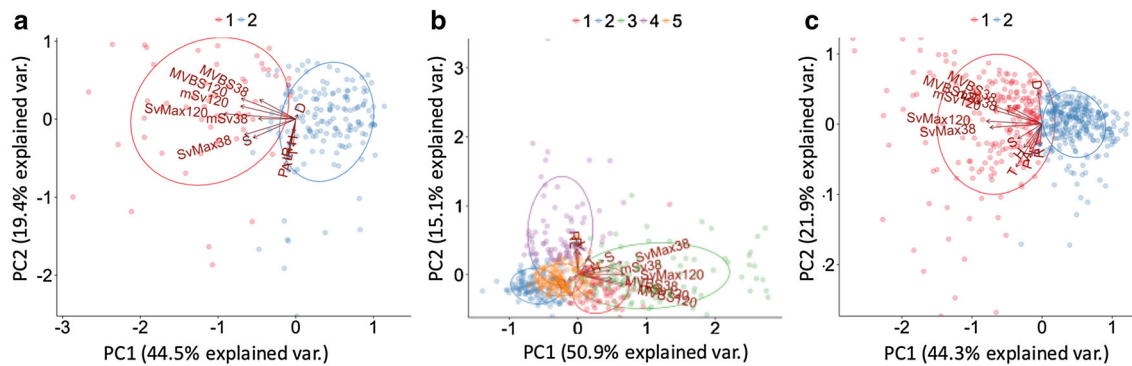 a
1 2
PC2 (19.4% explained var.)
1
0
-1
-2
MVBS38
MVBS120
mSv120
SvMax120
mSv38
SvMax38
S
D
-3
-2
-1
0
1
PC1 (44.5% explained var.)
b
1 2 3 4 5
PC2 (15.1% explained var.)
3
2
1
0
S
SvMax38
mSv38
SvMax120
MVBS38
MVBS120
-1
0
1
2
PC1 (50.9% explained var.)
c
1 2
PC2 (21.9% explained var.)
1
0
-1
-2
D
MVBS38
SvMax120
SvMax38
S
H
T
-2
-1
0
1
PC1 (44.3% explained var.)